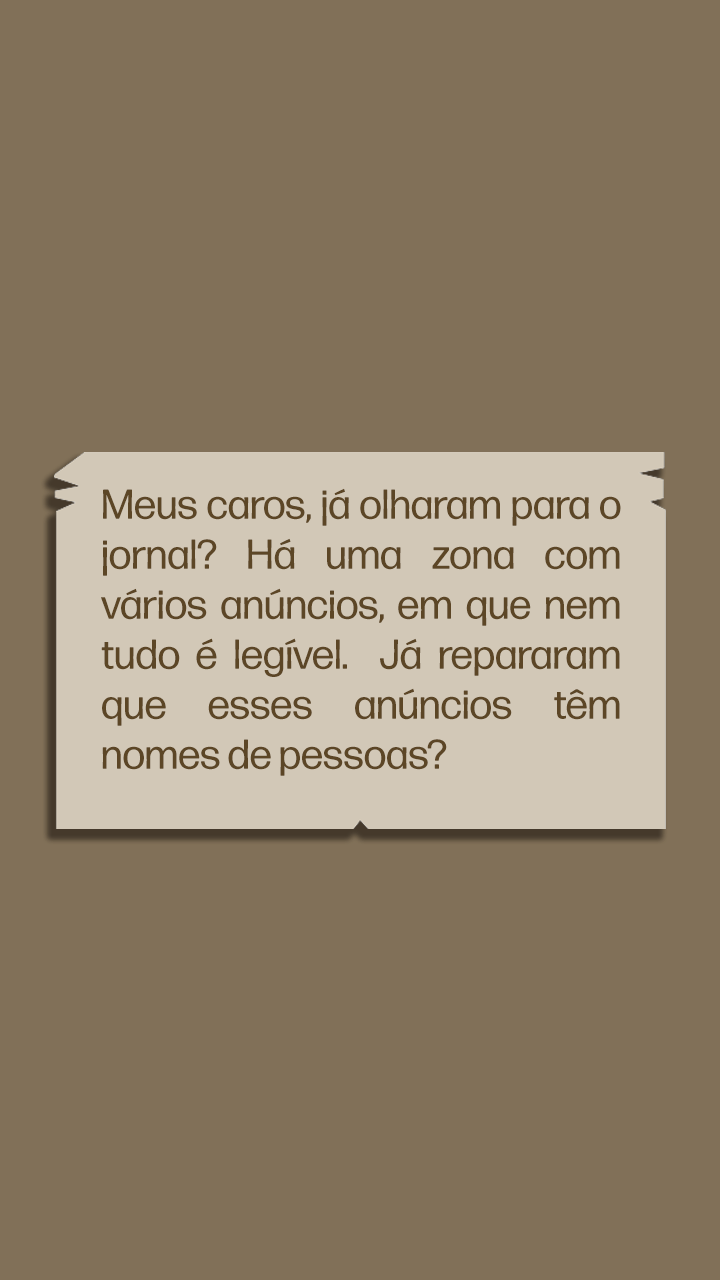 Meus caros, já olharam para o
jornal? Há uma zona com
vários anúncios, em que nem
tudo é legível. Já repararam
que esses anúncios têm
nomes de pessoas?